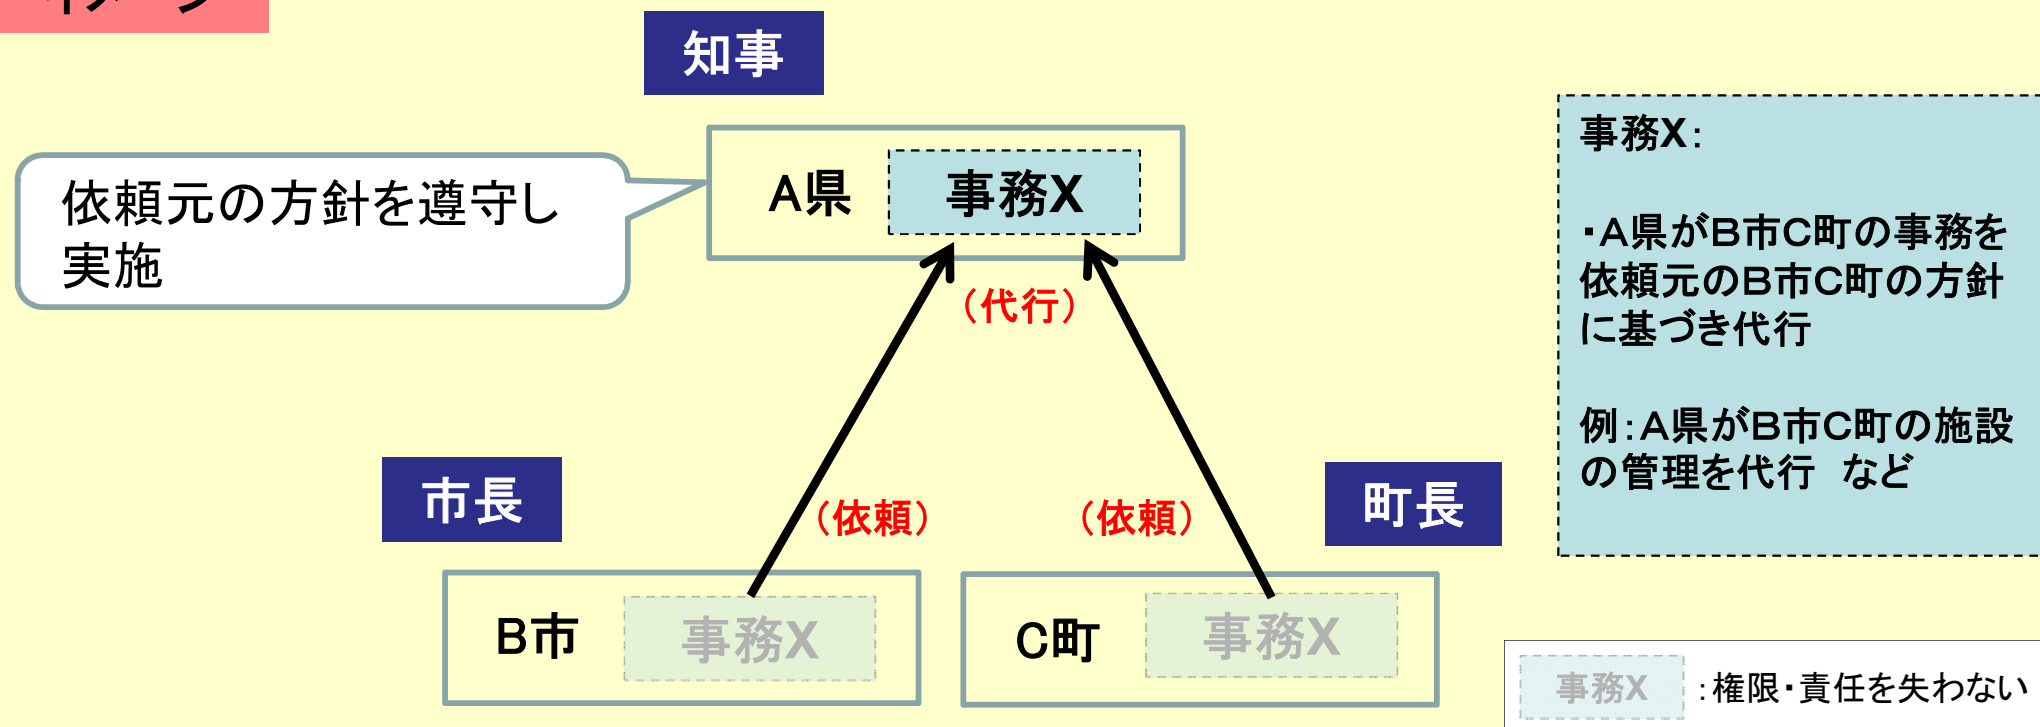 イメージ
知事
A県
事務X
依頼元の方針を遵守し
実施
(代行)
市長
(依頼)
(依頼)
町長
B市
事務X
C町
事務X
事務X:
・A県がB市C町の事務を
依頼元のB市C町の方針
に基づき代行
例:A県がB市C町の施設
の管理を代行 など
事務X :権限・責任を失わない